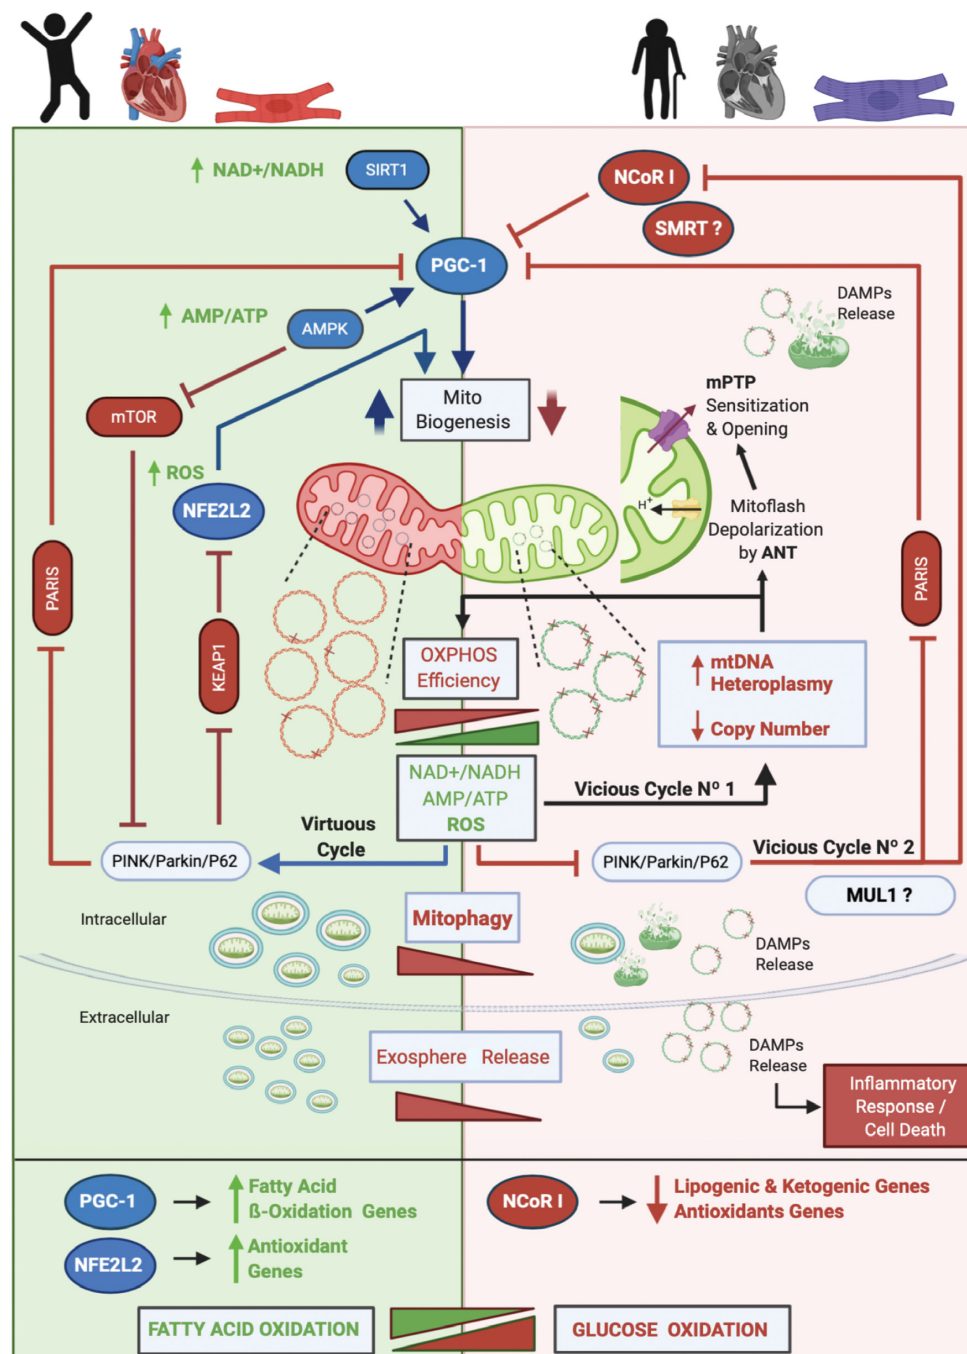 NAD+/NADH
SIRT1
NCoR I
SMRT ?
PGC-1
AMP/ATP
AMPK
DAMPs
Release
mTOR
Mito
Biogenesis
mPTP
Sensitization
& Opening
ROS
NFE2L2
H+
Mitoflash
Depolarization
by ANT
PARIS
PARIS
KEAP1
OXPHOS
Efficiency
mtDNA
Heteroplasmy
Copy Number
NAD+/NADH
AMP/ATP
ROS
Vicious Cycle Nº 1
Virtuous
Cycle
PINK/Parkin/P62
PINK/Parkin/P62
Vicious Cycle Nº 2
MUL1 ?
Intracellular
Mitophagy
DAMPs
Release
Extracellular
Exosphere Release
DAMPs
Release
Inflammatory
Response /
Cell Death
PGC-1
Fatty Acid
ß-Oxidation Genes
NCoR I
Lipogenic & Ketogenic Genes
Antioxidants Genes
NFE2L2
Antioxidant
Genes
FATTY ACID OXIDATION
GLUCOSE OXIDATION